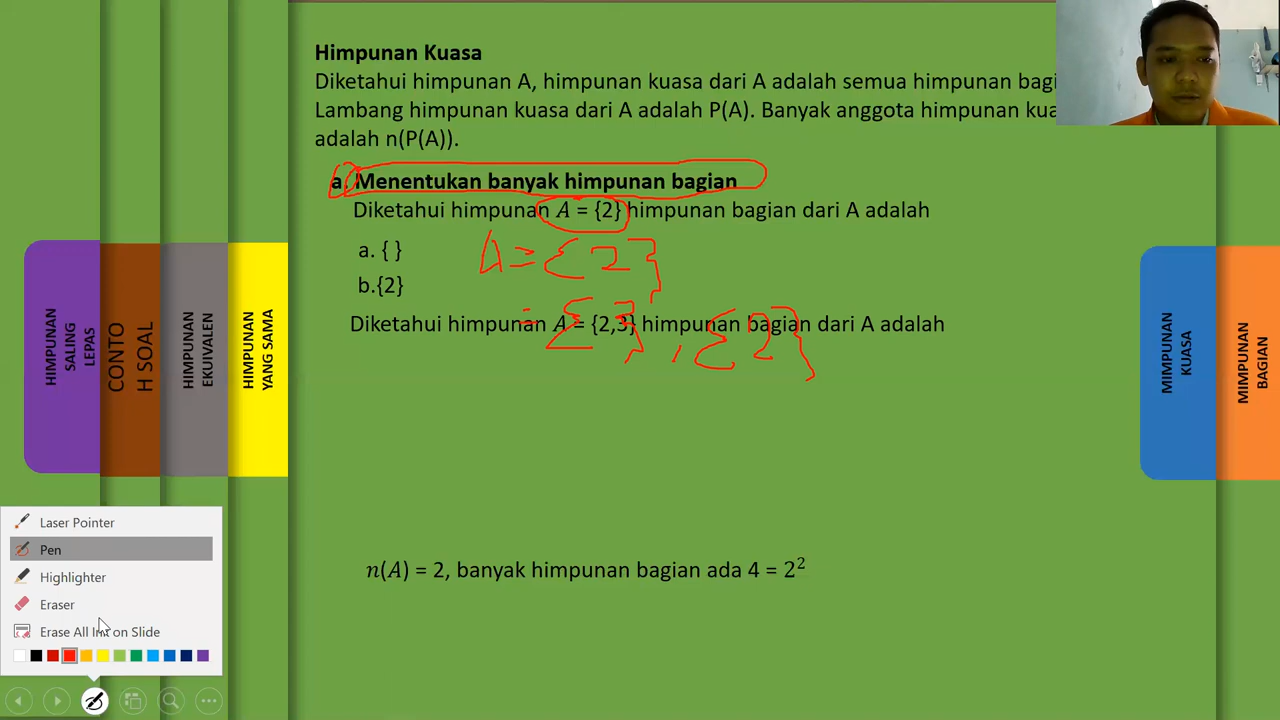 Himpunan Kuasa
Diketahui himpunan A, himpunan kuasa dari A adalah semua himpunan bagi
Lambang himpunan kuasa dari A adalah P(A). Banyak anggota himpunan kua
adalah n(P(A)).
a. Menentukan banyak himpunan bagian
Diketahui himpunan A = {2} himpunan bagian dari A adalah
a. { }
A = { 2 }
b.{2}
= { } , { 2 }
Diketahui himpunan A = {2,3} himpunan bagian dari A adalah
n(A) = 2, banyak himpunan bagian ada 4 = 2²
HIMPUNAN
SALING
LEPAS
CONTO
H SOAL
HIMPUNAN
EKUIVALEN
HIMPUNAN
YANG SAMA
MIMPUNAN
KUASA
MIMPUNAN
BAGIAN
Laser Pointer
Pen
Highlighter
Eraser
Erase All Ink on Slide